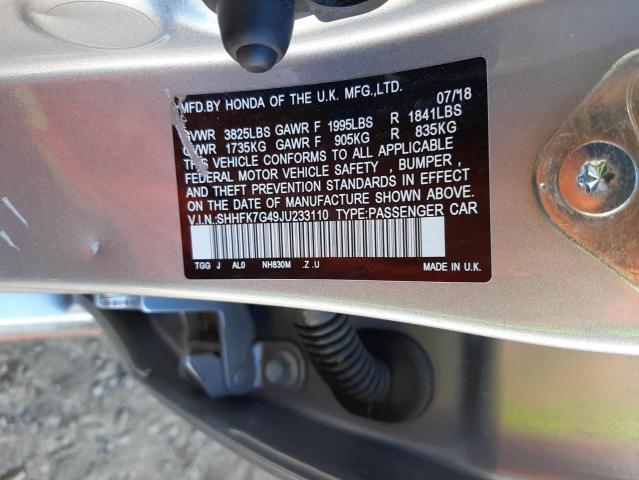 MFD.BY HONDA OF THE U.K. MFG.,LTD. 07/18
GVWR 3825LBS GAWR F 1995LBS R 1841LBS
GVWR 1735KG GAWR F 905KG R 835KG
THIS VEHICLE CONFORMS TO ALL APPLICABLE
FEDERAL MOTOR VEHICLE SAFETY , BUMPER ,
AND THEFT PREVENTION STANDARDS IN EFFECT
ON THE DATE OF MANUFACTURE SHOWN ABOVE.
V.I.N.:SHHFK7G49JU233110 TYPE:PASSENGER CAR
TGG J AL0 NH830M .Z .U MADE IN U.K.